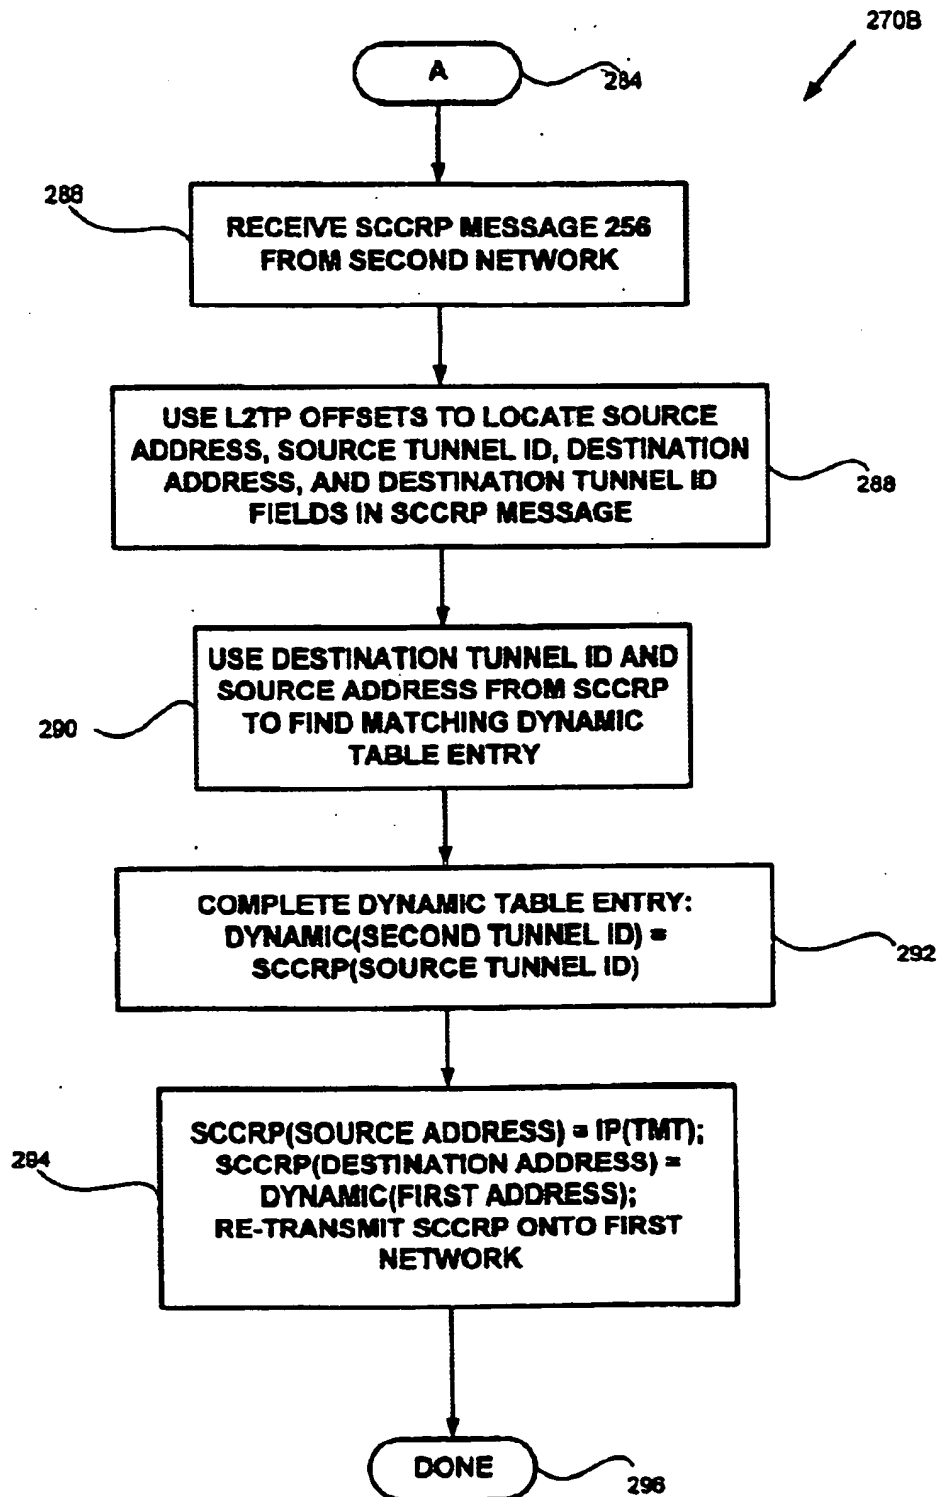 270B
A
284
286
RECEIVE SCCRP MESSAGE 256
FROM SECOND NETWORK
USE L2TP OFFSETS TO LOCATE SOURCE
ADDRESS, SOURCE TUNNEL ID, DESTINATION
ADDRESS, AND DESTINATION TUNNEL ID
FIELDS IN SCCRP MESSAGE
288
USE DESTINATION TUNNEL ID AND
SOURCE ADDRESS FROM SCCRP
TO FIND MATCHING DYNAMIC
TABLE ENTRY
290
COMPLETE DYNAMIC TABLE ENTRY:
DYNAMIC(SECOND TUNNEL ID) =
SCCRP(SOURCE TUNNEL ID)
292
SCCRP(SOURCE ADDRESS) = IP(TMT);
SCCRP(DESTINATION ADDRESS) =
DYNAMIC(FIRST ADDRESS);
RE-TRANSMIT SCCRP ONTO FIRST
NETWORK
294
DONE
296